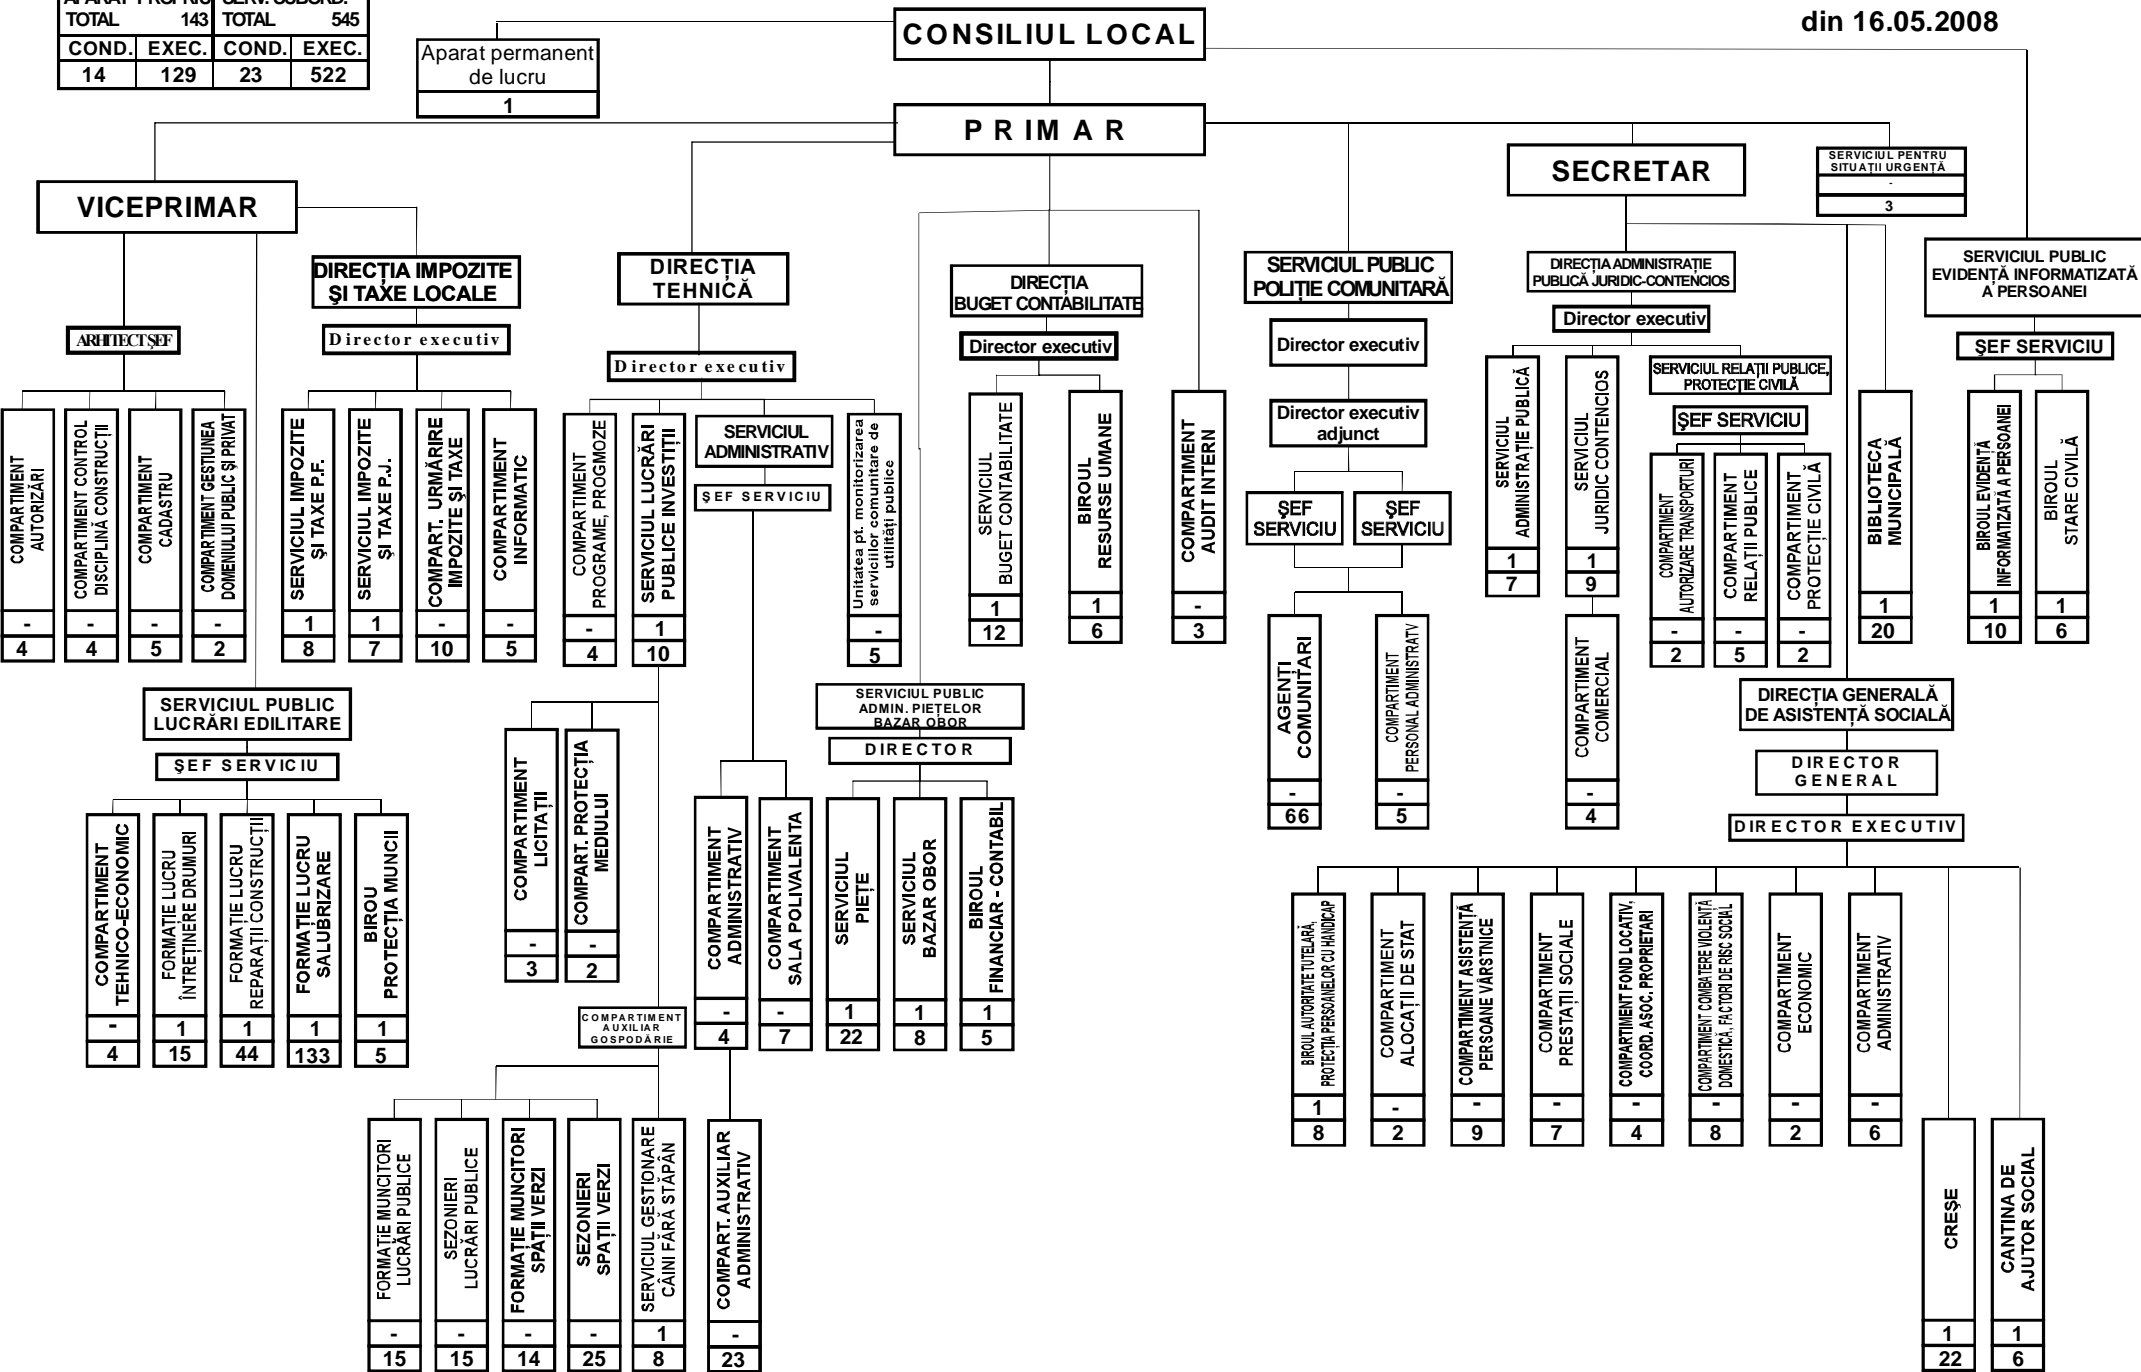 APARAT PROPRIU SERV. SUBORD.
TOTAL 143 TOTAL 545
COND. EXEC. COND. EXEC.
14 129 23 522
din 16.05.2008
CONSILIUL LOCAL
Aparat permanent
de lucru
1
PRIMAR
VICEPRIMAR
SECRETAR
SERVICIUL PENTRU
SITUAȚII URGENȚĂ
-
3
DIRECȚIA IMPOZITE
ŞI TAXE LOCALE
Director executiv
ARHITECT ŞEF
DIRECȚIA
TEHNICĂ
Director executiv
DIRECȚIA
BUGET CONTABILITATE
Director executiv
SERVICIUL PUBLIC
POLIȚIE COMUNITARĂ
Director executiv
Director executiv
adjunct
ŞEF
SERVICIU
ŞEF
SERVICIU
DIRECȚIA ADMINISTRAȚIE
PUBLICĂ JURIDIC-CONTENCIOS
Director executiv
SERVICIUL RELAȚII PUBLICE,
PROTECȚIE CIVILĂ
ŞEF SERVICIU
SERVICIUL PUBLIC
EVIDENȚĂ INFORMATIZATĂ
A PERSOANEI
ŞEF SERVICIU
COMPARTIMENT
AUTORIZĂRI
-
4
COMPARTIMENT CONTROL
DISCIPLINĂ CONSTRUCȚII
-
4
COMPARTIMENT
CADASTRU
-
5
COMPARTIMENT GESTIUNEA
DOMENIULUI PUBLIC ŞI PRIVAT
-
2
SERVICIUL IMPOZITE
ŞI TAXE P.F.
1
8
SERVICIUL IMPOZITE
ŞI TAXE P.J.
1
7
COMPART. URMĂRIRE
IMPOZITE ŞI TAXE
-
10
COMPARTIMENT
INFORMATIC
-
5
COMPARTIMENT
PROGRAME, PROGMOZE
-
4
SERVICIUL LUCRĂRI
PUBLICE INVESTIȚII
1
10
SERVICIUL
ADMINISTRATIV
ŞEF SERVICIU
Unitatea pt. monitorizarea
serviciilor comunitare de
utilități publice
-
5
SERVICIUL
BUGET CONTABILITATE
1
12
BIROUL
RESURSE UMANE
1
6
COMPARTIMENT
AUDIT INTERN
-
3
AGENȚI
COMUNITARI
-
66
COMPARTIMENT
PERSONAL ADMINISTRATV
-
5
SERVICIUL
ADMINISTRAȚIE PUBLICĂ
1
7
SERVICIUL
JURIDIC CONTENCIOS
1
9
COMPARTIMENT
COMERCIAL
-
4
COMPARTIMENT
AUTORIZARE TRANSPORTURI
-
2
COMPARTIMENT
RELAȚII PUBLICE
-
5
COMPARTIMENT
PROTECȚIE CIVILĂ
-
2
BIBLIOTECA
MUNICIPALĂ
1
20
BIROUL EVIDENȚĂ
INFORMATIZATĂ A PERSOANEI
1
10
BIROUL
STARE CIVILĂ
1
6
SERVICIUL PUBLIC
LUCRĂRI EDILITARE
ŞEF SERVICIU
COMPARTIMENT
TEHNICO-ECONOMIC
-
4
FORMAȚIE LUCRU
ÎNTREȚINERE DRUMURI
1
15
FORMAȚIE LUCRU
REPARAȚII CONSTRUCȚII
1
44
FORMAȚIE LUCRU
SALUBRIZARE
1
133
BIROU
PROTECȚIA MUNCII
1
5
COMPARTIMENT
LICITAȚII
-
3
COMPART. PROTECȚIA
MEDIULUI
-
2
COMPARTIMENT
AUXILIAR
GOSPODĂRIE
COMPARTIMENT
ADMINISTRATIV
-
4
COMPARTIMENT
SALA POLIVALENTA
-
7
SERVICIUL PUBLIC
ADMIN. PIEȚELOR
BAZAR OBOR
DIRECTOR
SERVICIUL
PIEȚE
1
22
SERVICIUL
BAZAR OBOR
1
8
BIROUL
FINANCIAR - CONTABIL
1
5
DIRECȚIA GENERALĂ
DE ASISTENȚĂ SOCIALĂ
DIRECTOR
GENERAL
DIRECTOR EXECUTIV
BIROUL AUTORITATE TUTELARĂ,
PROTECȚIA PERSOANELOR CU HANDICAP
1
8
COMPARTIMENT
ALOCAȚII DE STAT
-
2
COMPARTIMENT ASISTENȚĂ
PERSOANE VÂRSTNICE
-
9
COMPARTIMENT
PRESTAȚII SOCIALE
-
7
COMPARTIMENT FOND LOCATIV,
COORD. ASOC. PROPRIETARI
-
4
COMPARTIMENT COMBATERE VIOLENȚĂ
DOMESTICĂ, FACTORI DE RISC SOCIAL
-
8
COMPARTIMENT
ECONOMIC
-
2
COMPARTIMENT
ADMINISTRATIV
-
6
FORMAȚIE MUNCITORI
LUCRĂRI PUBLICE
-
15
SEZONIERI
LUCRĂRI PUBLICE
-
15
FORMAȚIE MUNCITORI
SPAȚII VERZI
-
14
SEZONIERI
SPAȚII VERZI
-
25
SERVICIUL GESTIONARE
CÂINI FĂRĂ STĂPÂN
1
8
COMPART. AUXILIAR
ADMINISTRATIV
-
23
CREŞE
1
22
CANTINA DE
AJUTOR SOCIAL
1
6